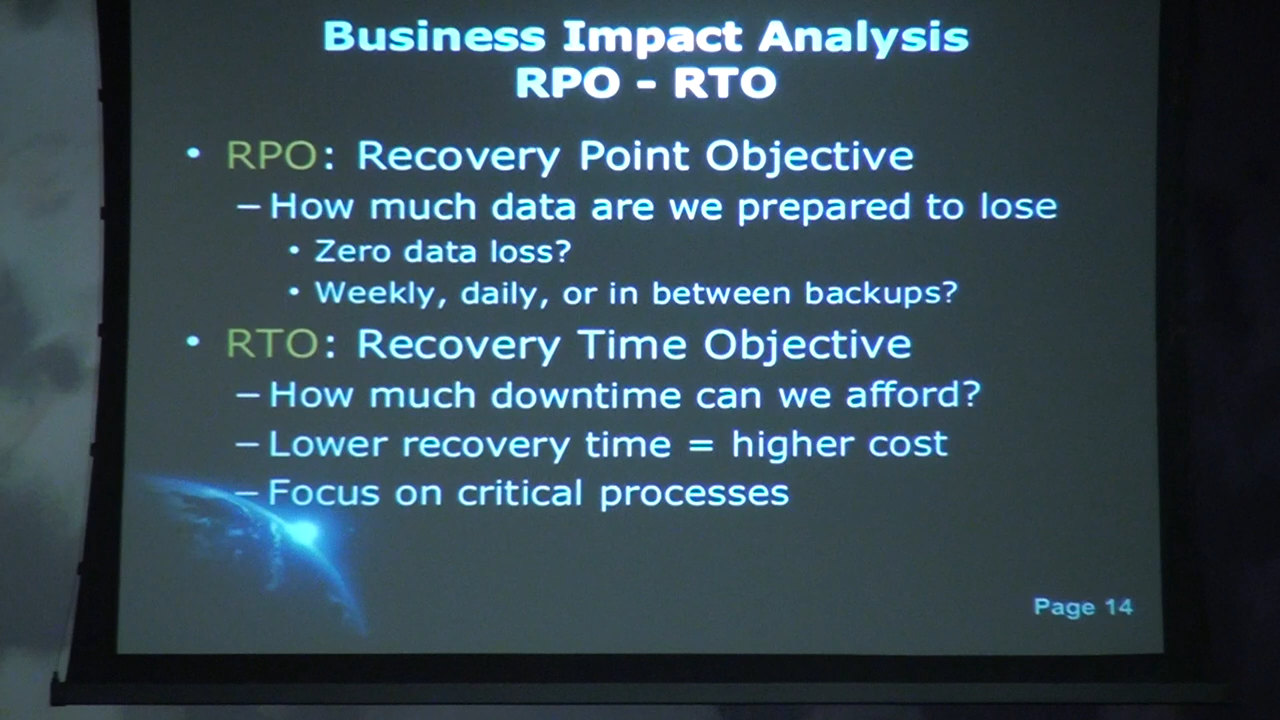 Business Impact Analysis
RPO - RTO
• RPO: Recovery Point Objective
– How much data are we prepared to lose
• Zero data loss?
• Weekly, daily, or in between backups?
• RTO: Recovery Time Objective
– How much downtime can we afford?
– Lower recovery time = higher cost
– Focus on critical processes
Page 14